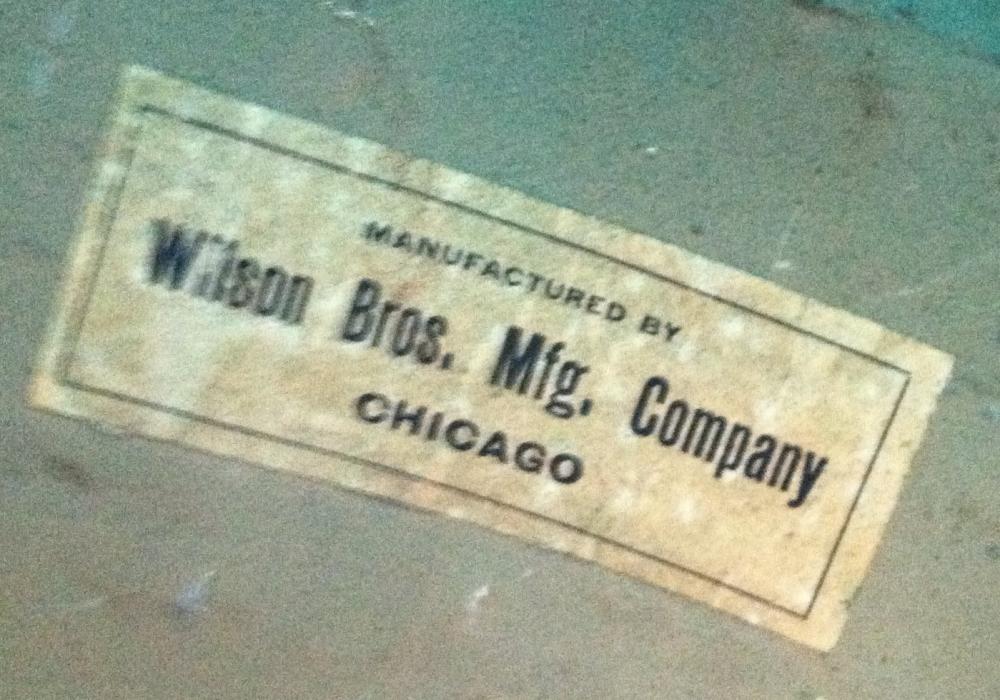 MANUFACTURED BY
Wilson Bros. Mfg. Company
CHICAGO